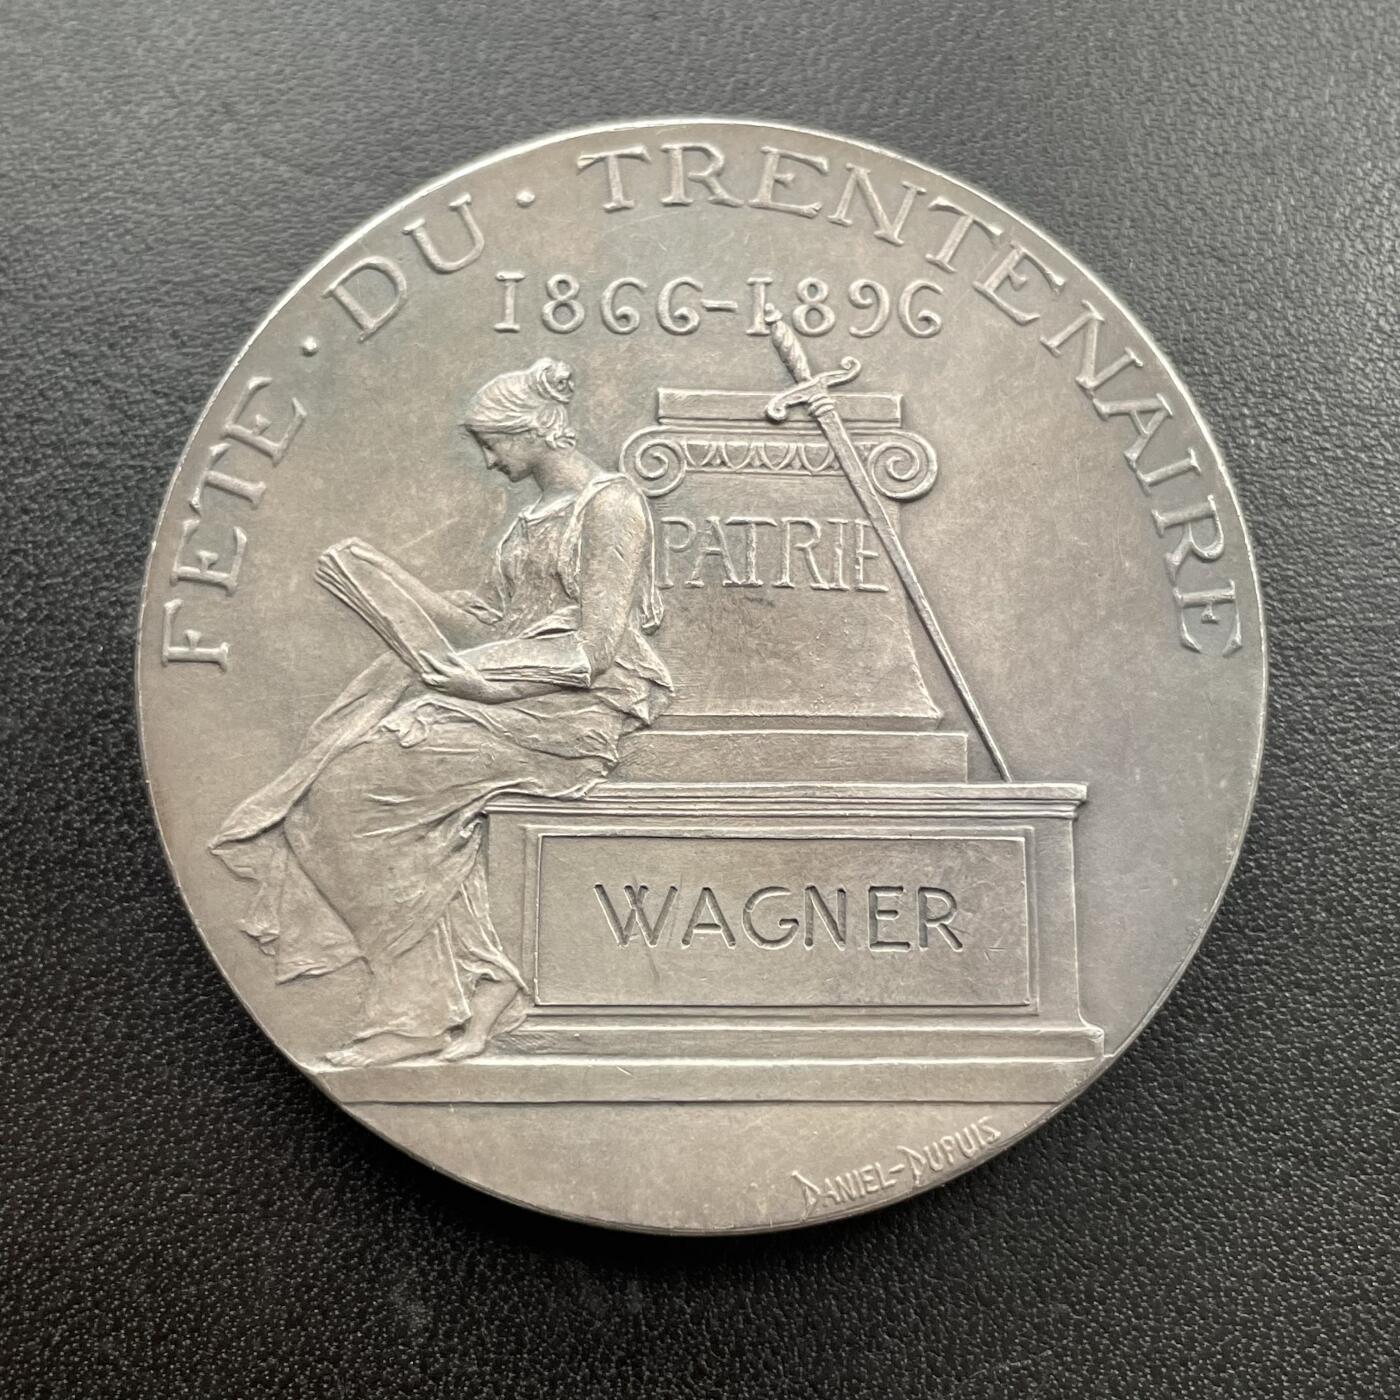 FETE · DU · TRENTENAIRE
1866-1896
PATRIE
WAGNER
DANIEL-DUPUIS